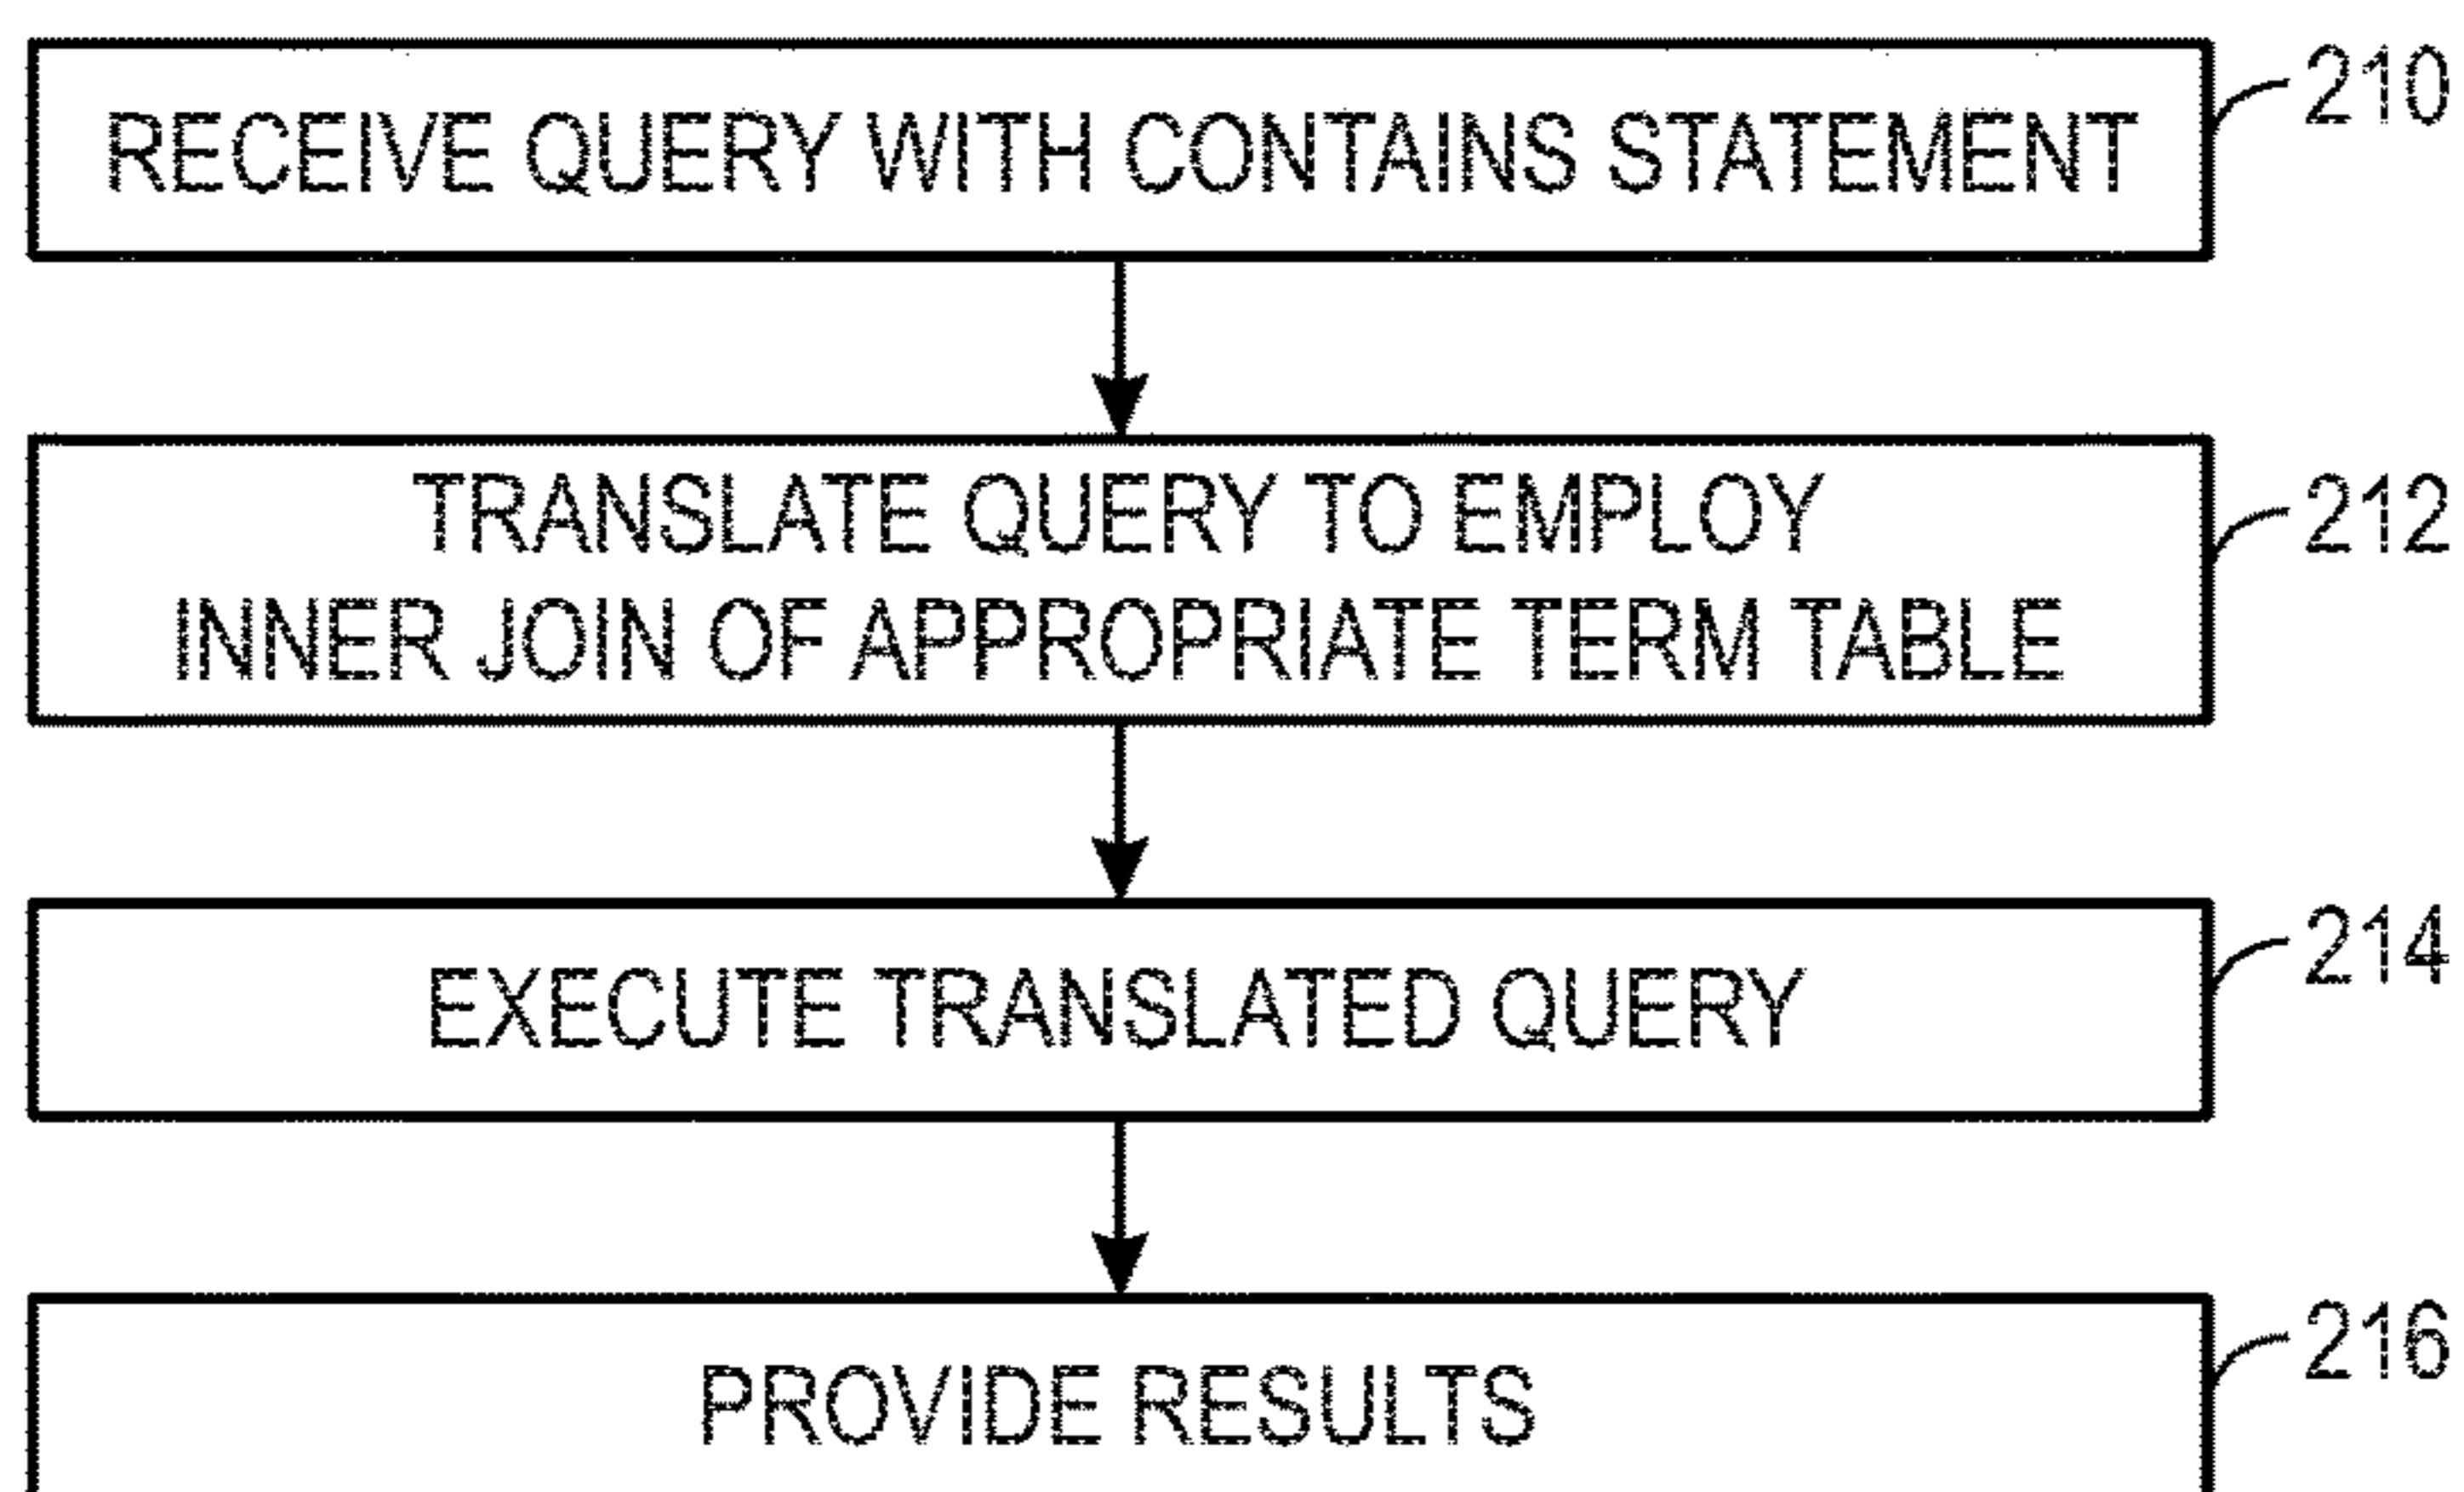 RECEIVE QUERY WITH CONTAINS STATEMENT
210
TRANSLATE QUERY TO EMPLOY
INNER JOIN OF APPROPRIATE TERM TABLE
212
EXECUTE TRANSLATED QUERY
214
PROVIDE RESULTS
216